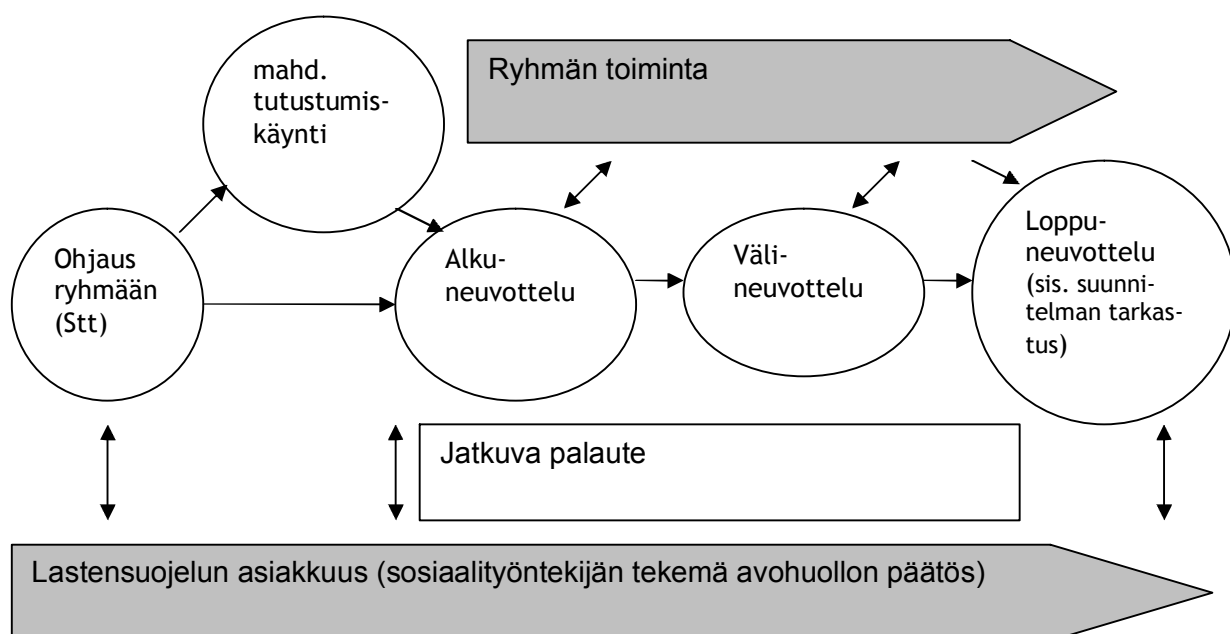 mahd.
tutustumis-
käynti
Ryhmän toiminta
Ohjaus
ryhmään
(Stt)
Alku-
neuvottelu
Väli-
neuvottelu
Loppu-
neuvottelu
(sis. suunni-
telman tarkas-
tus)
Jatkuva palaute
Lastensuojelun asiakkuus (sosiaalityöntekijän tekemä avohuollon päätös)